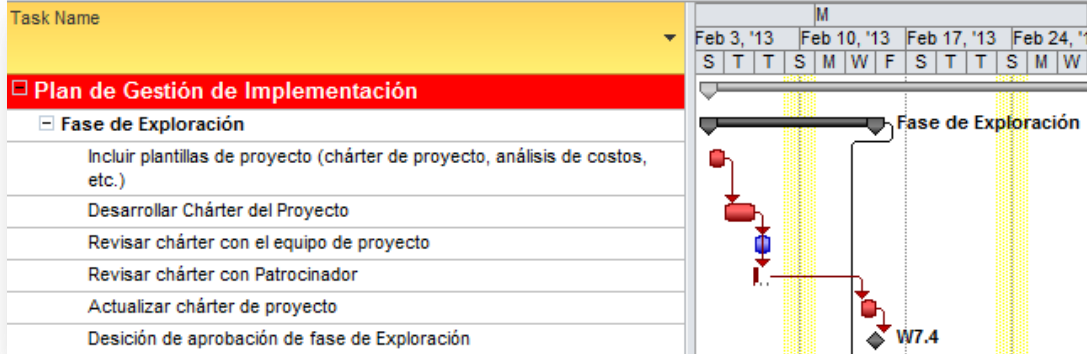 Task Name
M
Feb 3, '13 Feb 10, '13 Feb 17, '13 Feb 24, '1
S T T S M W F S T T S M W
Plan de Gestión de Implementación
Fase de Exploración
Fase de Exploración
Incluir plantillas de proyecto (chárter de proyecto, análisis de costos,
etc.)
Desarrollar Chárter del Proyecto
Revisar chárter con el equipo de proyecto
Revisar chárter con Patrocinador
Actualizar chárter de proyecto
Desición de aprobación de fase de Exploración
W7.4